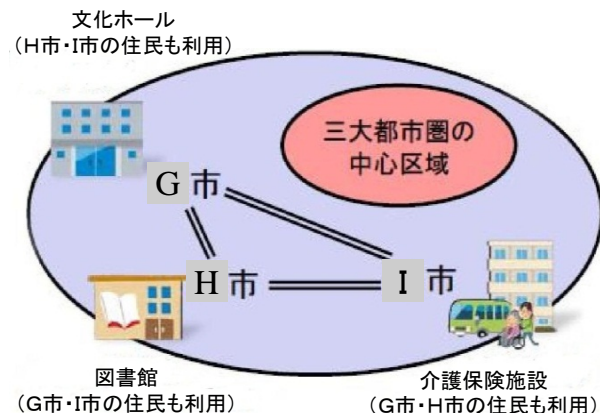 文化ホール
（H市・I市の住民も利用）
三大都市圏の
中心区域
G市
H市
I市
図書館
（G市・I市の住民も利用）
介護保険施設
（G市・H市の住民も利用）